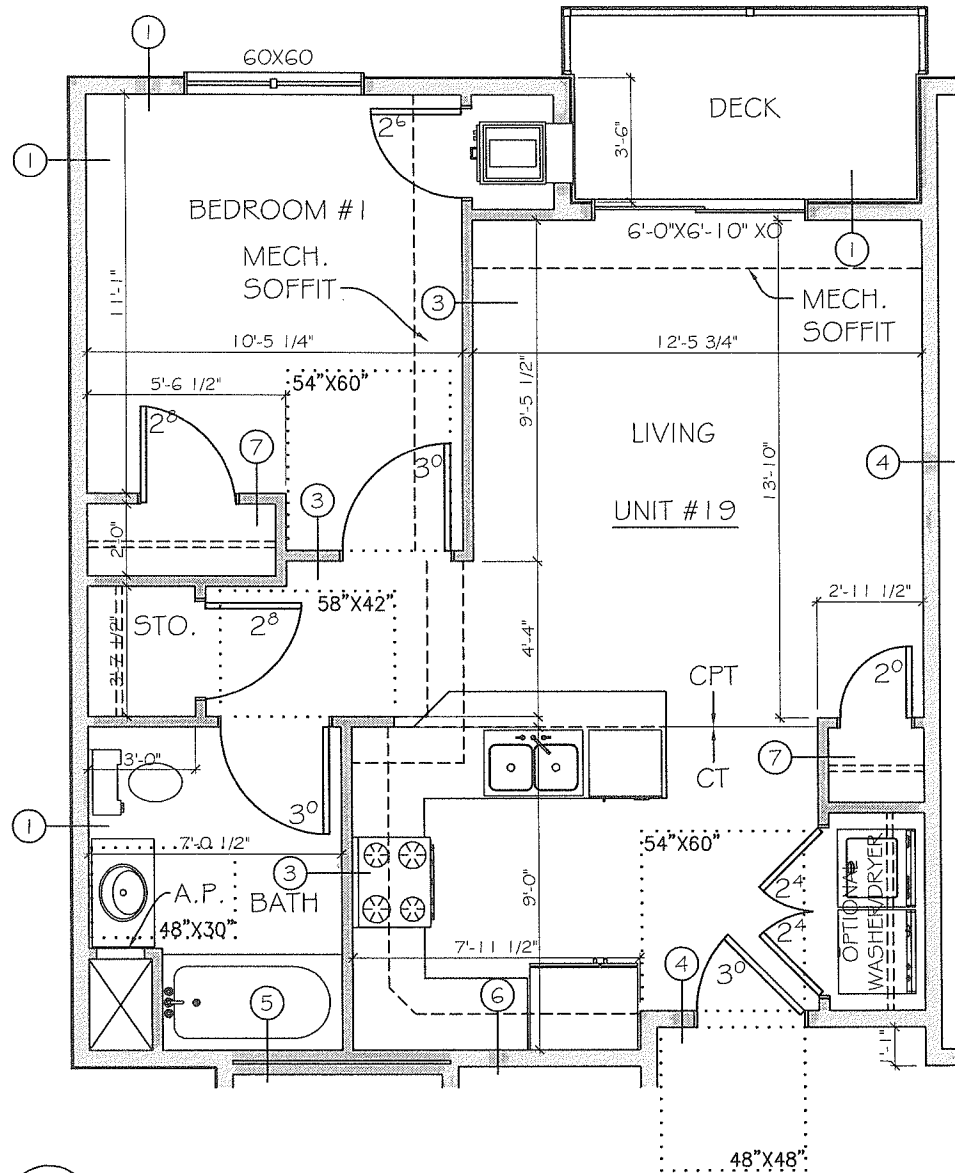 1
60X60
DECK
1
2⁶
3'-6"
BEDROOM #1
6'-0"X6'-10" XO
1
MECH.
SOFFIT
3
MECH.
SOFFIT
11'-1"
10'-5 1/4"
12'-5 3/4"
9'-5 1/2"
5'-6 1/2"
54"X60"
2⁸
7
3⁰
LIVING
13'-10"
4
UNIT #19
3
2'-0"
58"X42"
2'-11 1/2"
STO.
2⁸
3'-7 1/2"
4'-4"
2⁰
CPT
CT
7
3'-0"
3⁰
1
7'-0 1/2"
54"X60"
3
A.P.
BATH
48"X30"
9'-0"
2⁴
2⁴
OPTIONAL
WASHER/DRYER
7'-11 1/2"
4
3⁰
5
6
1'-1"
48"X48"